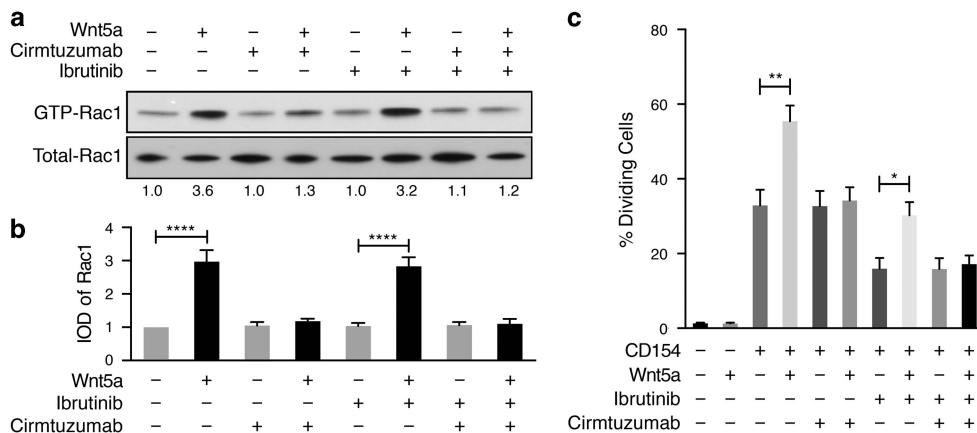 a
Wnt5a − + − + − + − +
Cirmtuzumab − − + + − − + +
Ibrutinib − − − − + + + +
GTP-Rac1
Total-Rac1
1.0 3.6 1.0 1.3 1.0 3.2 1.1 1.2
b
IOD of Rac1
4
3
2
1
0
**** ****
Wnt5a − + − + − + − +
Ibrutinib − − − − + + + +
Cirmtuzumab − − + + − − + +
c
% Dividing Cells
80
60
40
20
0
**
*
CD154 − − + + + + + + + +
Wnt5a − + − + − + − + − +
Ibrutinib − − − − − − + + + +
Cirmtuzumab − − − − + + − − + +